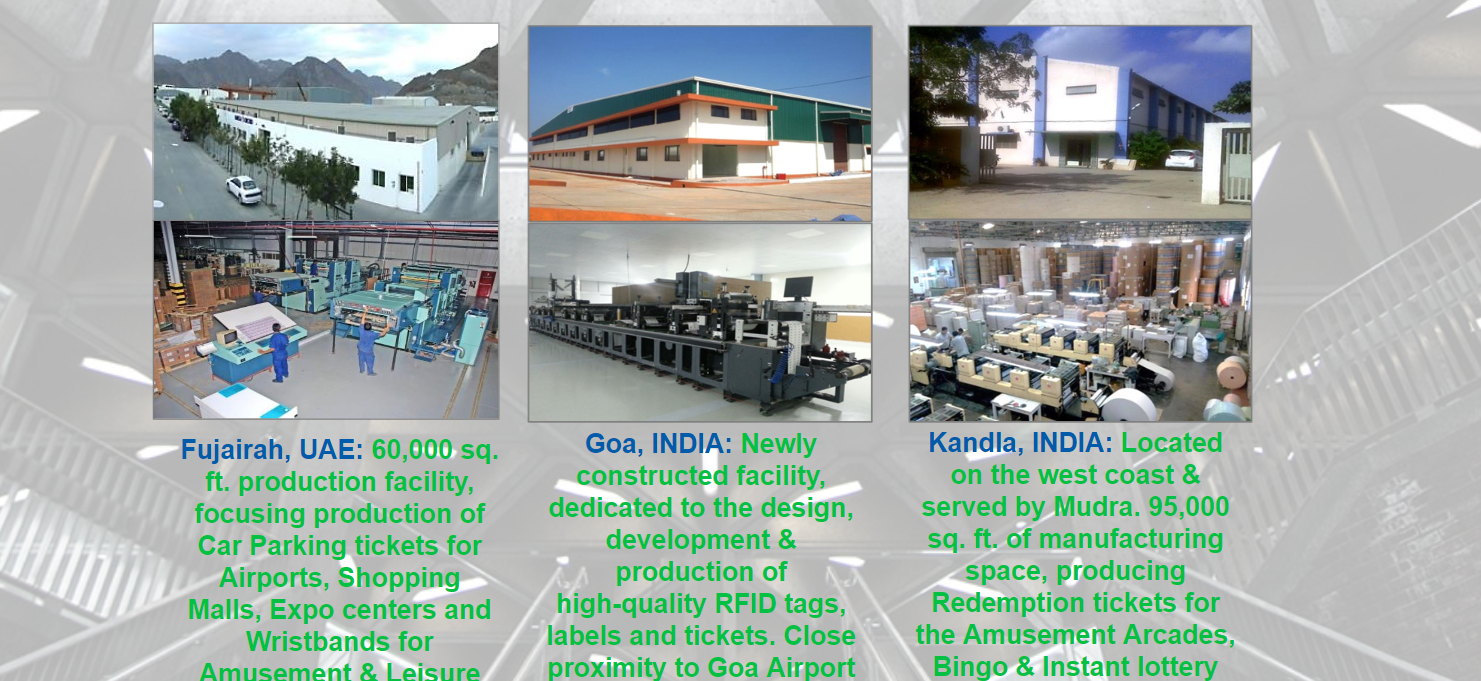 Fujairah, UAE: 60,000 sq.
ft. production facility,
focusing production of
Car Parking tickets for
Airports, Shopping
Malls, Expo centers and
Wristbands for
Amusement & Leisure
Goa, INDIA: Newly
constructed facility,
dedicated to the design,
development &
production of
high-quality RFID tags,
labels and tickets. Close
proximity to Goa Airport
Kandla, INDIA: Located
on the west coast &
served by Mudra. 95,000
sq. ft. of manufacturing
space, producing
Redemption tickets for
the Amusement Arcades,
Bingo & Instant lottery